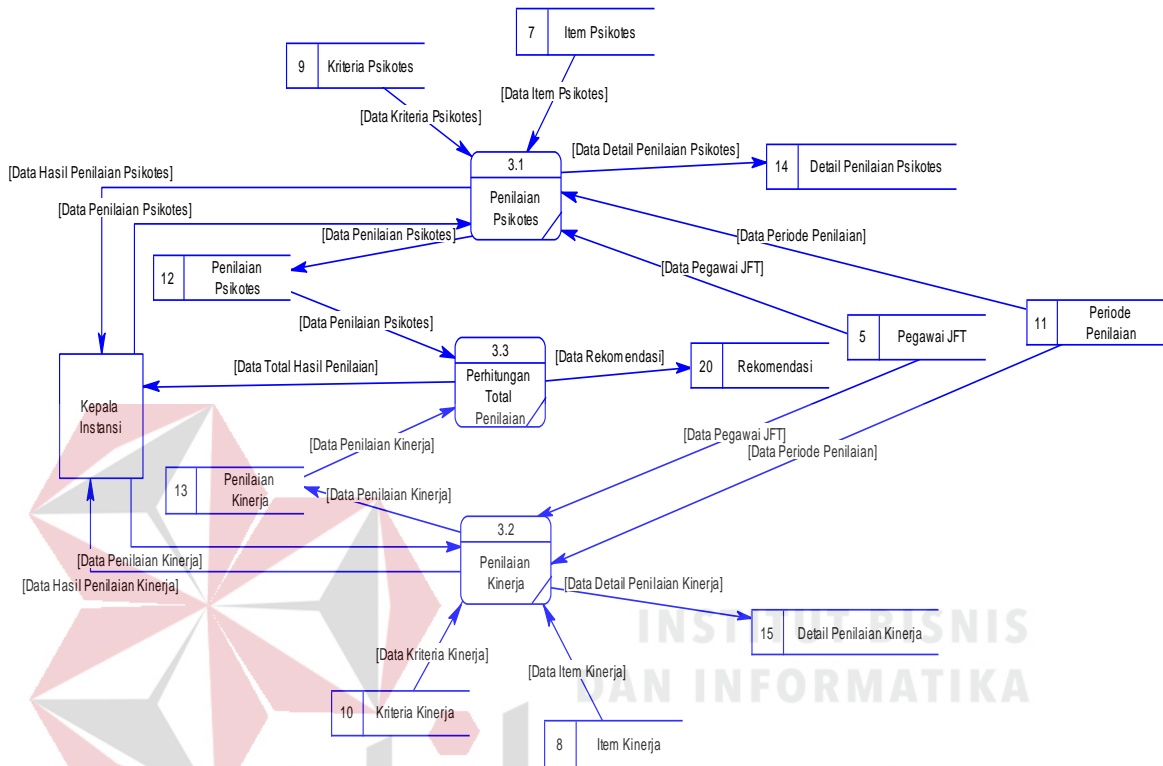 7
Item Psikotes
9
Kriteria Psikotes
[Data Item Psikotes]
[Data Kriteria Psikotes]
3.1
Penilaian
Psikotes
[Data Detail Penilaian Psikotes]
14
Detail Penilaian Psikotes
[Data Hasil Penilaian Psikotes]
[Data Penilaian Psikotes]
[Data Penilaian Psikotes]
[Data Periode Penilaian]
[Data Pegawai JFT]
12
Penilaian
Psikotes
11
Periode
Penilaian
5
Pegawai JFT
[Data Penilaian Psikotes]
3.3
Perhitungan
Total
Penilaian
[Data Rekomendasi]
20
Rekomendasi
[Data Total Hasil Penilaian]
Kepala
Instansi
[Data Penilaian Kinerja]
[Data Pegawai JFT]
[Data Periode Penilaian]
13
Penilaian
Kinerja
[Data Penilaian Kinerja]
3.2
Penilaian
Kinerja
[Data Penilaian Kinerja]
[Data Hasil Penilaian Kinerja]
[Data Detail Penilaian Kinerja]
15
Detail Penilaian Kinerja
[Data Kriteria Kinerja]
[Data Item Kinerja]
10
Kriteria Kinerja
8
Item Kinerja
INSTITUT BISNIS
DAN INFORMATIKA